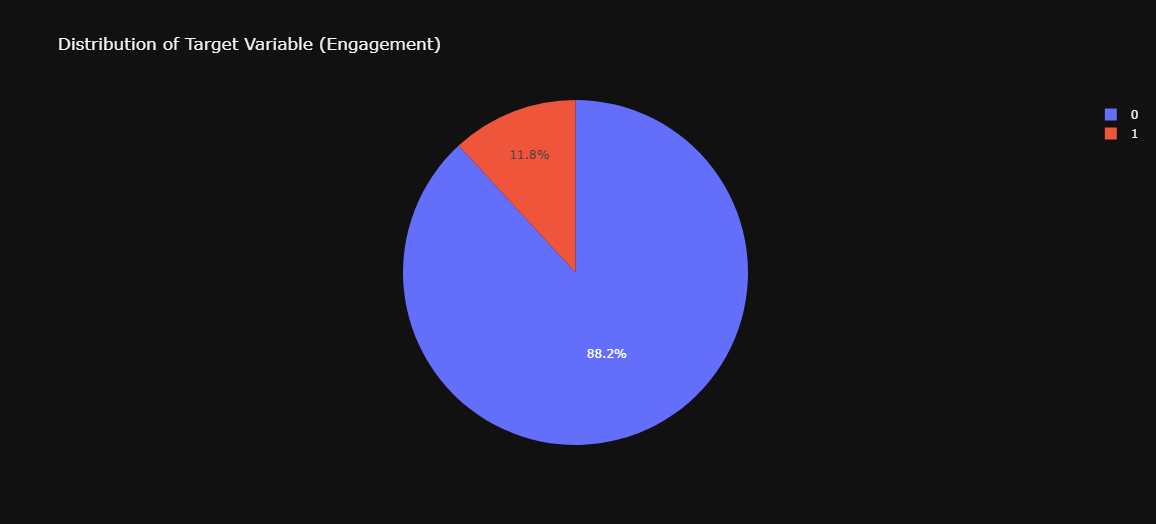 Distribution of Target Variable (Engagement)
0
1
11.8%
88.2%